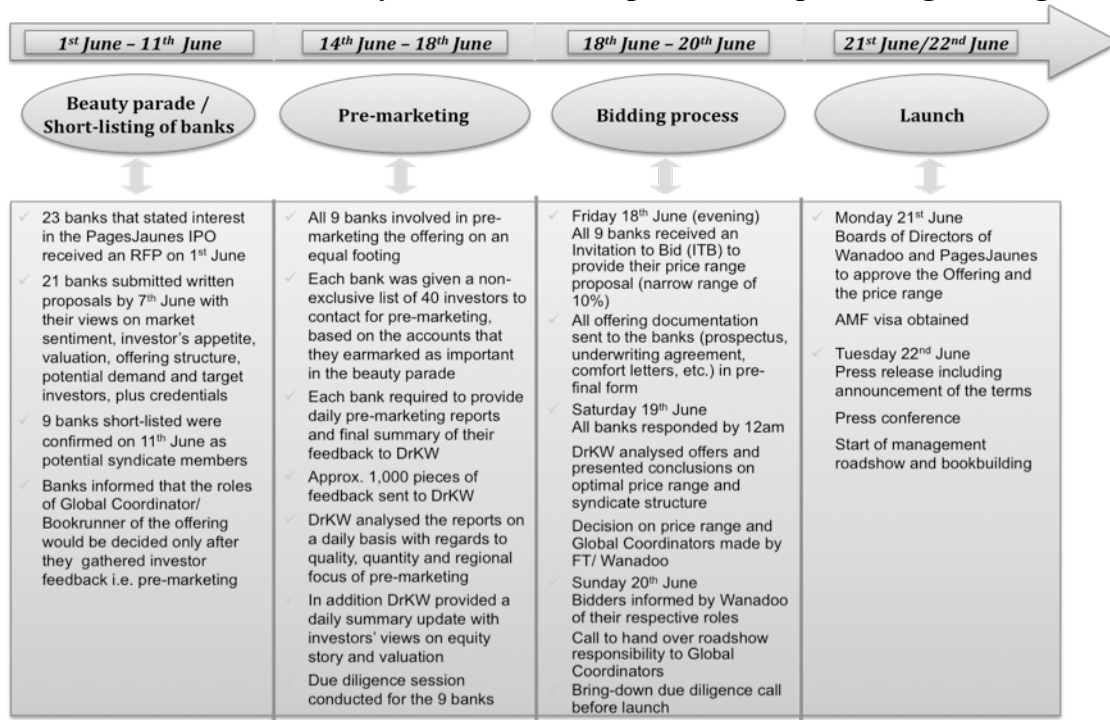 1st June – 11th June
14th June – 18th June
18th June – 20th June
21st June/22nd June
Beauty parade /
Short-listing of banks
Pre-marketing
Bidding process
Launch
✓ 23 banks that stated interest
in the PagesJaunes IPO
received an RFP on 1st June
✓ 21 banks submitted written
proposals by 7th June with
their views on market
sentiment, investor's appetite,
valuation, offering structure,
potential demand and target
investors, plus credentials
✓ 9 banks short-listed were
confirmed on 11th June as
potential syndicate members
✓ Banks informed that the roles
of Global Coordinator/
Bookrunner of the offering
would be decided only after
they gathered investor
feedback i.e. pre-marketing
✓ All 9 banks involved in pre-
marketing the offering on an
equal footing
✓ Each bank was given a non-
exclusive list of 40 investors to
contact for pre-marketing,
based on the accounts that
they earmarked as important
in the beauty parade
✓ Each bank required to provide
daily pre-marketing reports
and final summary of their
feedback to DrKW
✓ Approx. 1,000 pieces of
feedback sent to DrKW
✓ DrKW analysed the reports on
a daily basis with regards to
quality, quantity and regional
focus of pre-marketing
✓ In addition DrKW provided a
daily summary update with
investors' views on equity
story and valuation
✓ Due diligence session
conducted for the 9 banks
✓ Friday 18th June (evening)
All 9 banks received an
Invitation to Bid (ITB) to
provide their price range
proposal (narrow range of
10%)
✓ All offering documentation
sent to the banks (prospectus,
underwriting agreement,
comfort letters, etc.) in pre-
final form
✓ Saturday 19th June
All banks responded by 12am
DrKW analysed offers and
presented conclusions on
optimal price range and
syndicate structure
Decision on price range and
Global Coordinators made by
FT/ Wanadoo
✓ Sunday 20th June
Bidders informed by Wanadoo
of their respective roles
Call to hand over roadshow
responsibility to Global
Coordinators
✓ Bring-down due diligence call
before launch
✓ Monday 21st June
Boards of Directors of
Wanadoo and PagesJaunes
to approve the Offering and
the price range
AMF visa obtained
✓ Tuesday 22nd June
Press release including
announcement of the terms
Press conference
Start of management
roadshow and bookbuilding